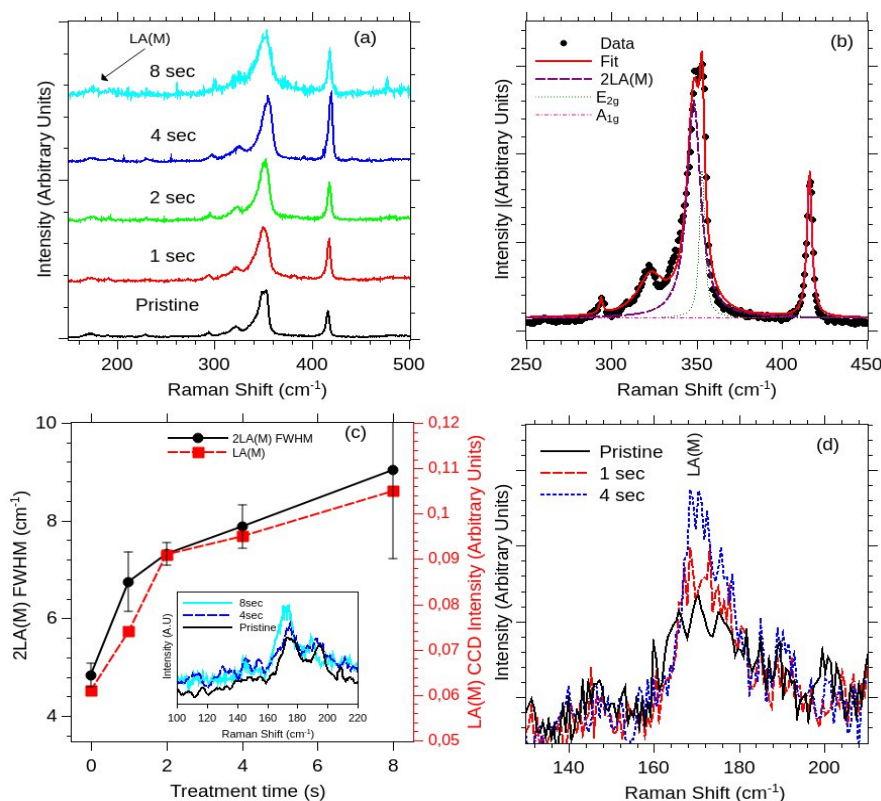 (a)
LA(M)
8 sec
4 sec
2 sec
1 sec
Pristine
Intensity (Arbitrary Units)
200 300 400 500
Raman Shift (cm⁻¹)
(b)
Data
Fit
2LA(M)
E₂g
A₁g
Intensity |(Arbitrary Units)
250 300 350 400 450
Raman Shift (cm⁻¹)
(c)
2LA(M) FWHM
LA(M)
10
8
6
4
2LA(M) FWHM (cm⁻¹)
0,12
0,11
0,1
0,09
0,08
0,07
0,06
0,05
LA(M) CCD Intensity (Arbitrary Units)
8sec
4sec
Pristine
Intensity (A.U)
100 120 140 160 180 200 220
Raman Shift (cm⁻¹)
0 2 4 6 8
Treatment time (s)
(d)
Pristine
1 sec
4 sec
LA(M)
Intensity (Arbitrary Units)
140 160 180 200
Raman Shift (cm⁻¹)